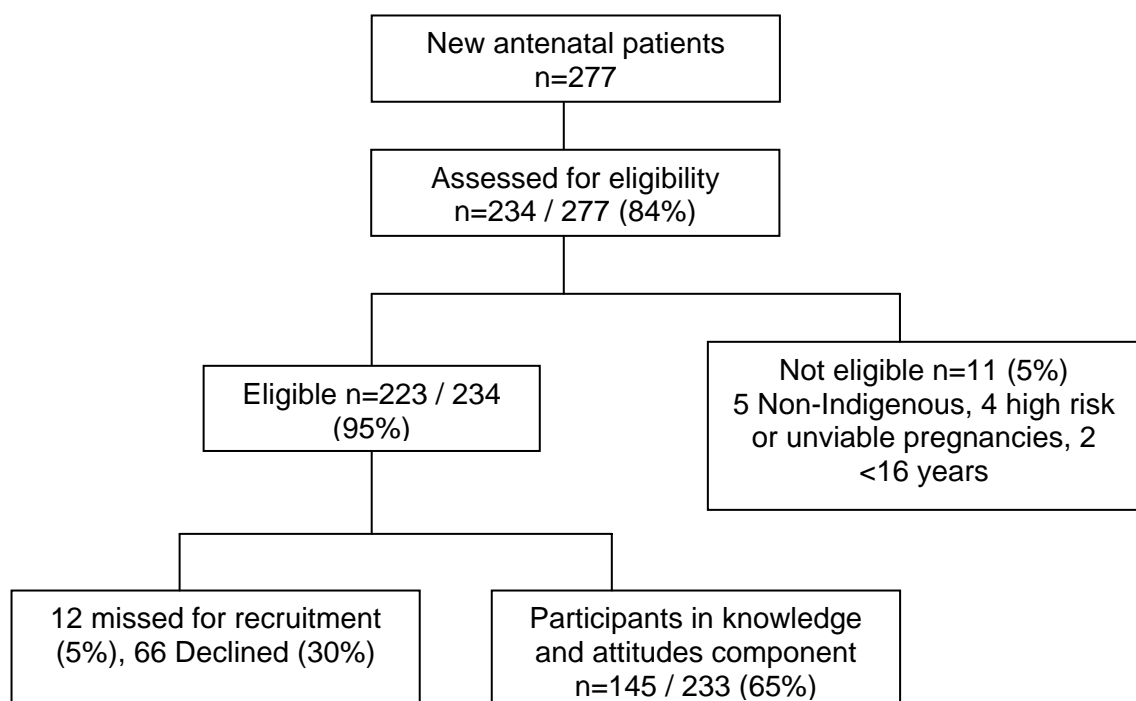 New antenatal patients
n=277
Assessed for eligibility
n=234 / 277 (84%)
Eligible n=223 / 234
(95%)
Not eligible n=11 (5%)
5 Non-Indigenous, 4 high risk
or unviable pregnancies, 2
<16 years
12 missed for recruitment
(5%), 66 Declined (30%)
Participants in knowledge
and attitudes component
n=145 / 233 (65%)